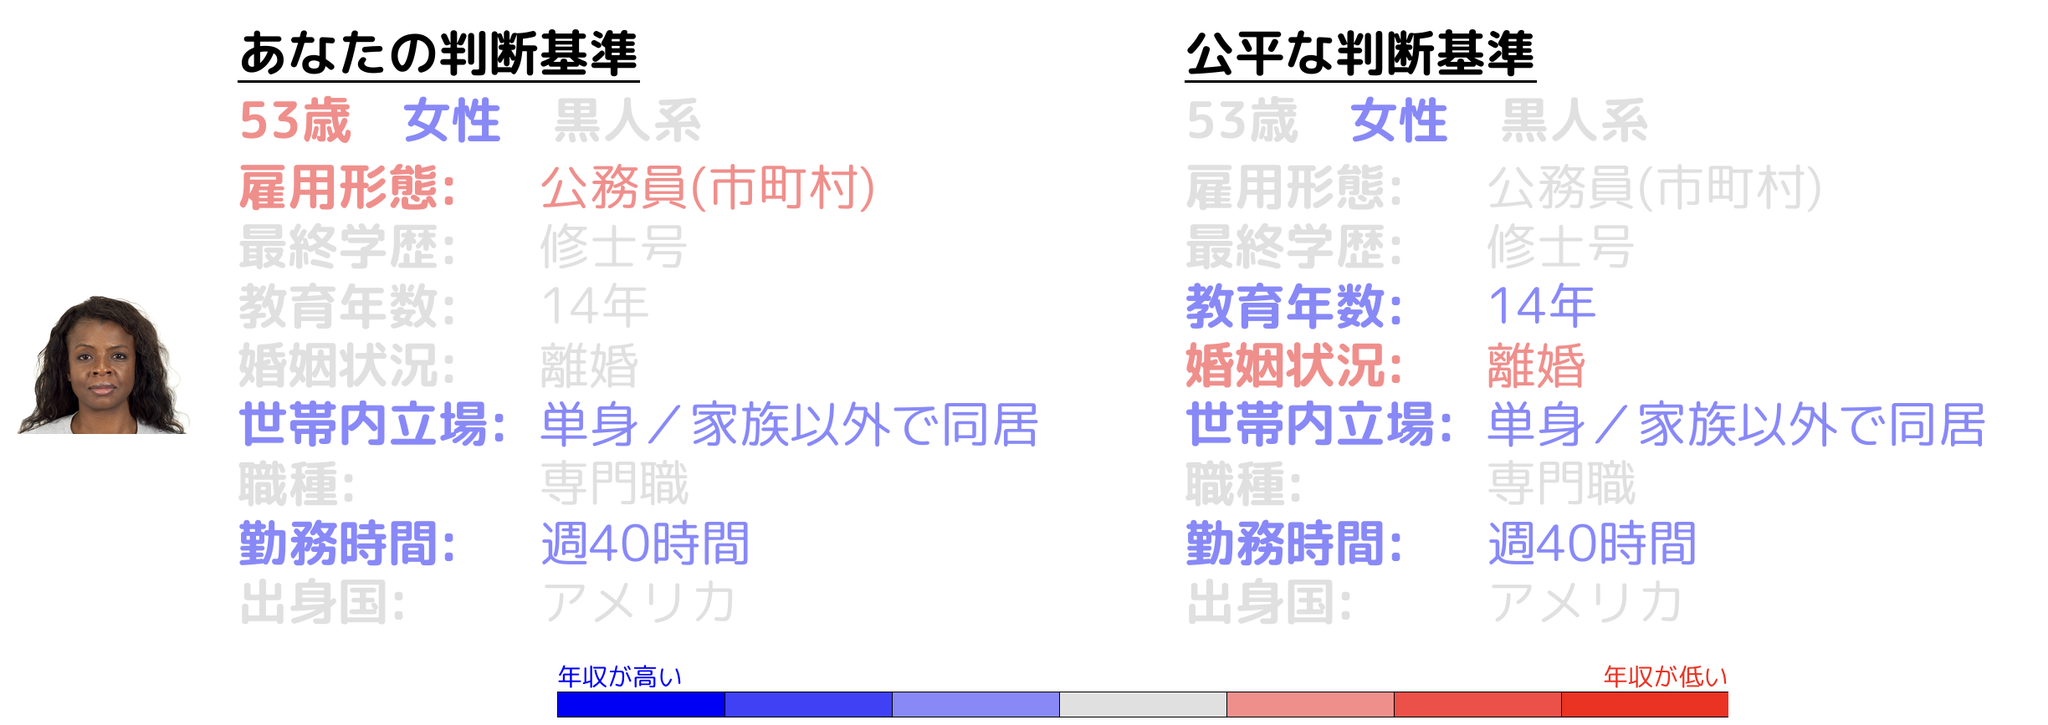 あなたの判断基準
53歳 女性 黒人系
雇用形態: 公務員(市町村)
最終学歴: 修士号
教育年数: 14年
婚姻状況: 離婚
世帯内立場: 単身／家族以外で同居
職種: 専門職
勤務時間: 週40時間
出身国: アメリカ
公平な判断基準
53歳 女性 黒人系
雇用形態: 公務員(市町村)
最終学歴: 修士号
教育年数: 14年
婚姻状況: 離婚
世帯内立場: 単身／家族以外で同居
職種: 専門職
勤務時間: 週40時間
出身国: アメリカ
年収が高い
年収が低い